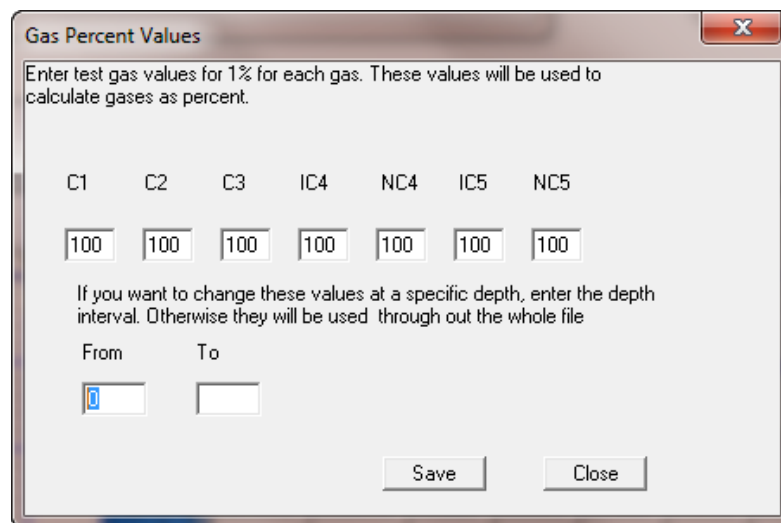 Gas Percent Values
Enter test gas values for 1% for each gas. These values will be used to
calculate gases as percent.
C1 C2 C3 IC4 NC4 IC5 NC5
100 100 100 100 100 100 100
If you want to change these values at a specific depth, enter the depth
interval. Otherwise they will be used through out the whole file
From To
0
Save Close